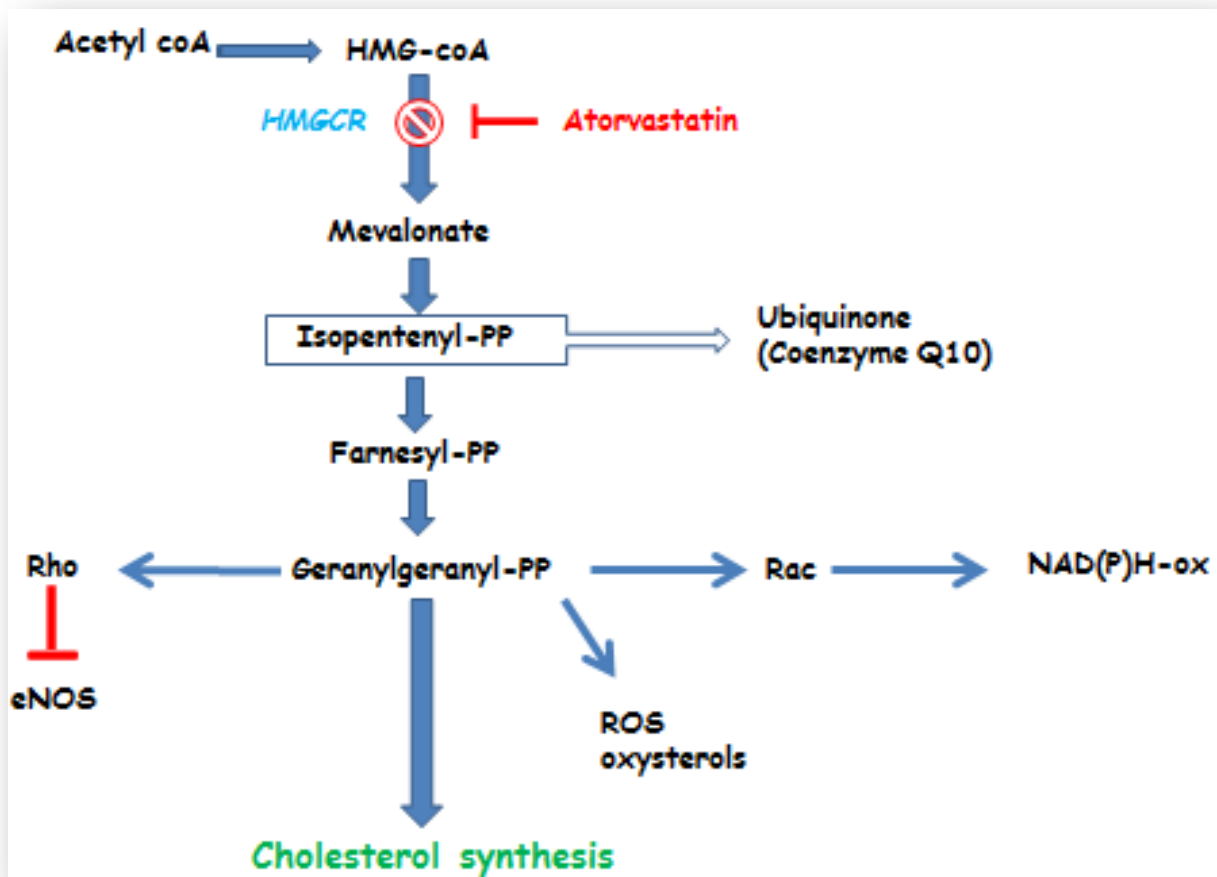 Acetyl coA
HMG-coA
HMGCR
Atorvastatin
Mevalonate
Isopentenyl-PP
Ubiquinone
(Coenzyme Q10)
Farnesyl-PP
Rho
Geranylgeranyl-PP
Rac
NAD(P)H-ox
eNOS
ROS
oxysterols
Cholesterol synthesis